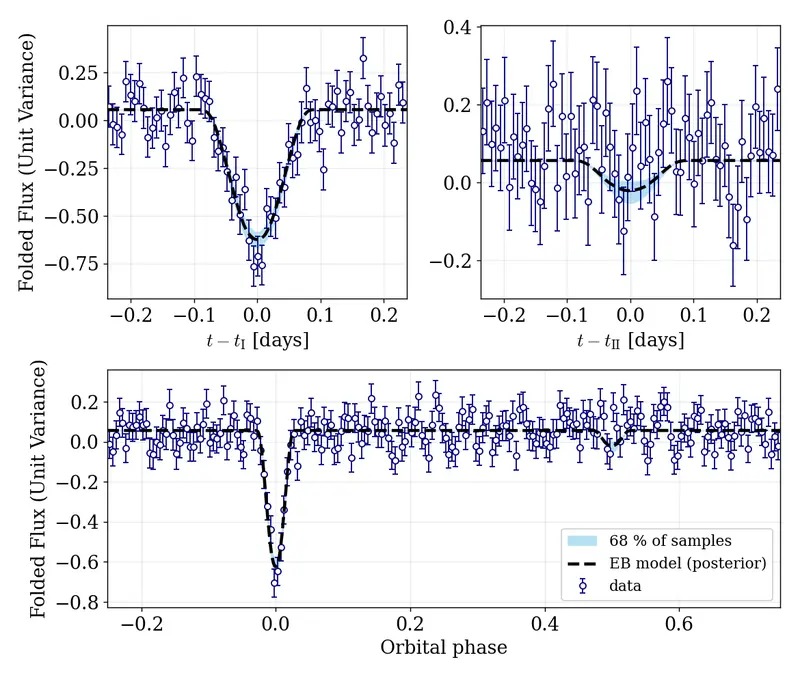 Folded Flux (Unit Variance)
0.25
0.00
−0.25
−0.50
−0.75
−0.2 −0.1 0.0 0.1 0.2
t − tI [days]
0.4
0.2
0.0
−0.2
−0.2 −0.1 0.0 0.1 0.2
t − tII [days]
Folded Flux (Unit Variance)
0.2
0.0
−0.2
−0.4
−0.6
−0.8
68 % of samples
EB model (posterior)
data
−0.2 0.0 0.2 0.4 0.6
Orbital phase